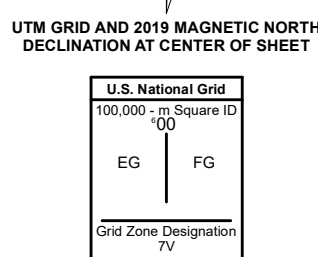 UTM GRID AND 2019 MAGNETIC NORTH
DECLINATION AT CENTER OF SHEET
U.S. National Grid
100,000 - m Square ID
⁶00
EG FG
Grid Zone Designation
7V